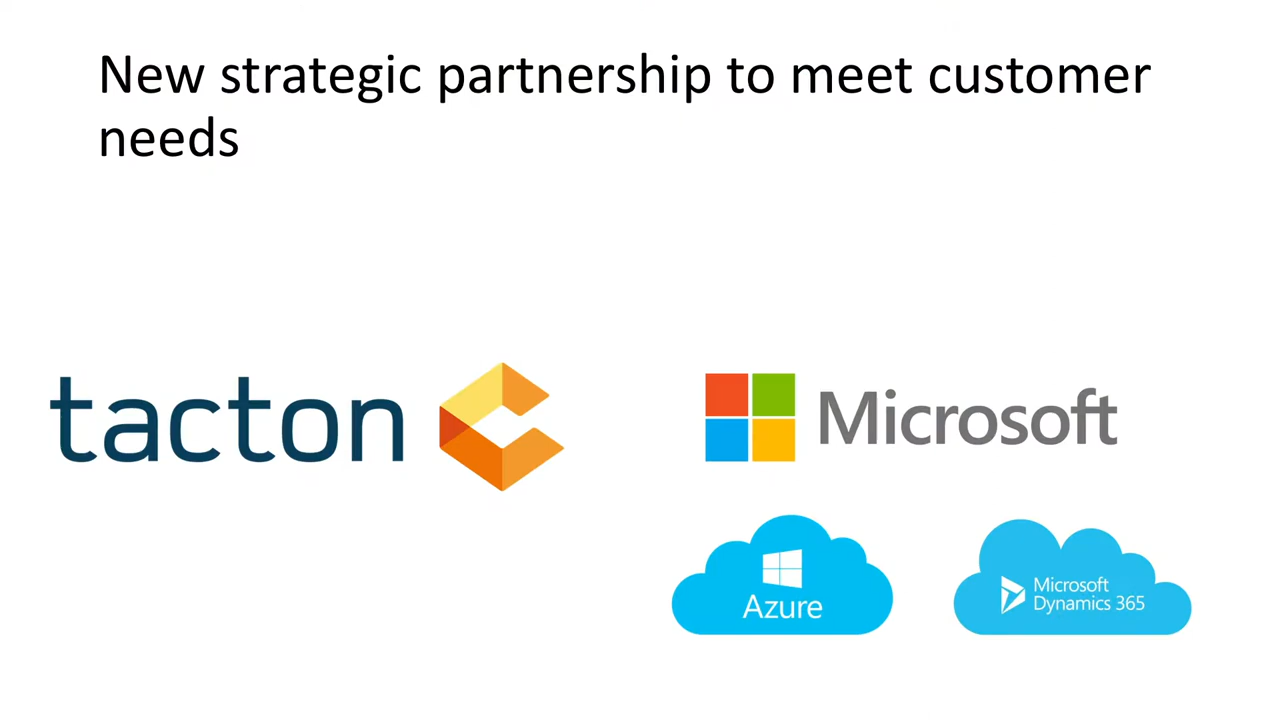 New strategic partnership to meet customer
needs
tacton
Microsoft
Azure
Microsoft
Dynamics 365